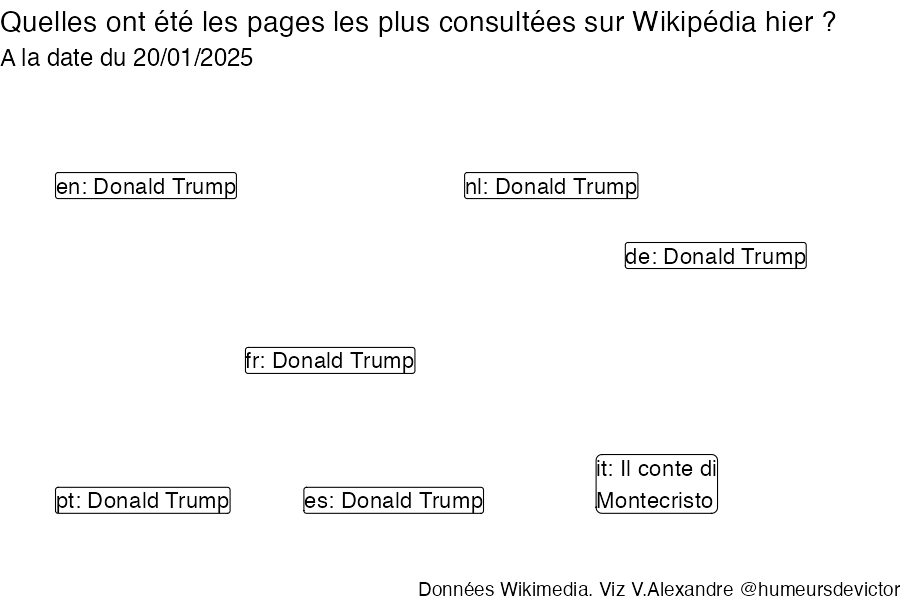 Quelles ont été les pages les plus consultées sur Wikipédia hier ?
A la date du 20/01/2025
en: Donald Trump
nl: Donald Trump
de: Donald Trump
fr: Donald Trump
it: Il conte di
Montecristo
pt: Donald Trump
es: Donald Trump
Données Wikimedia. Viz V.Alexandre @humeursdevictor